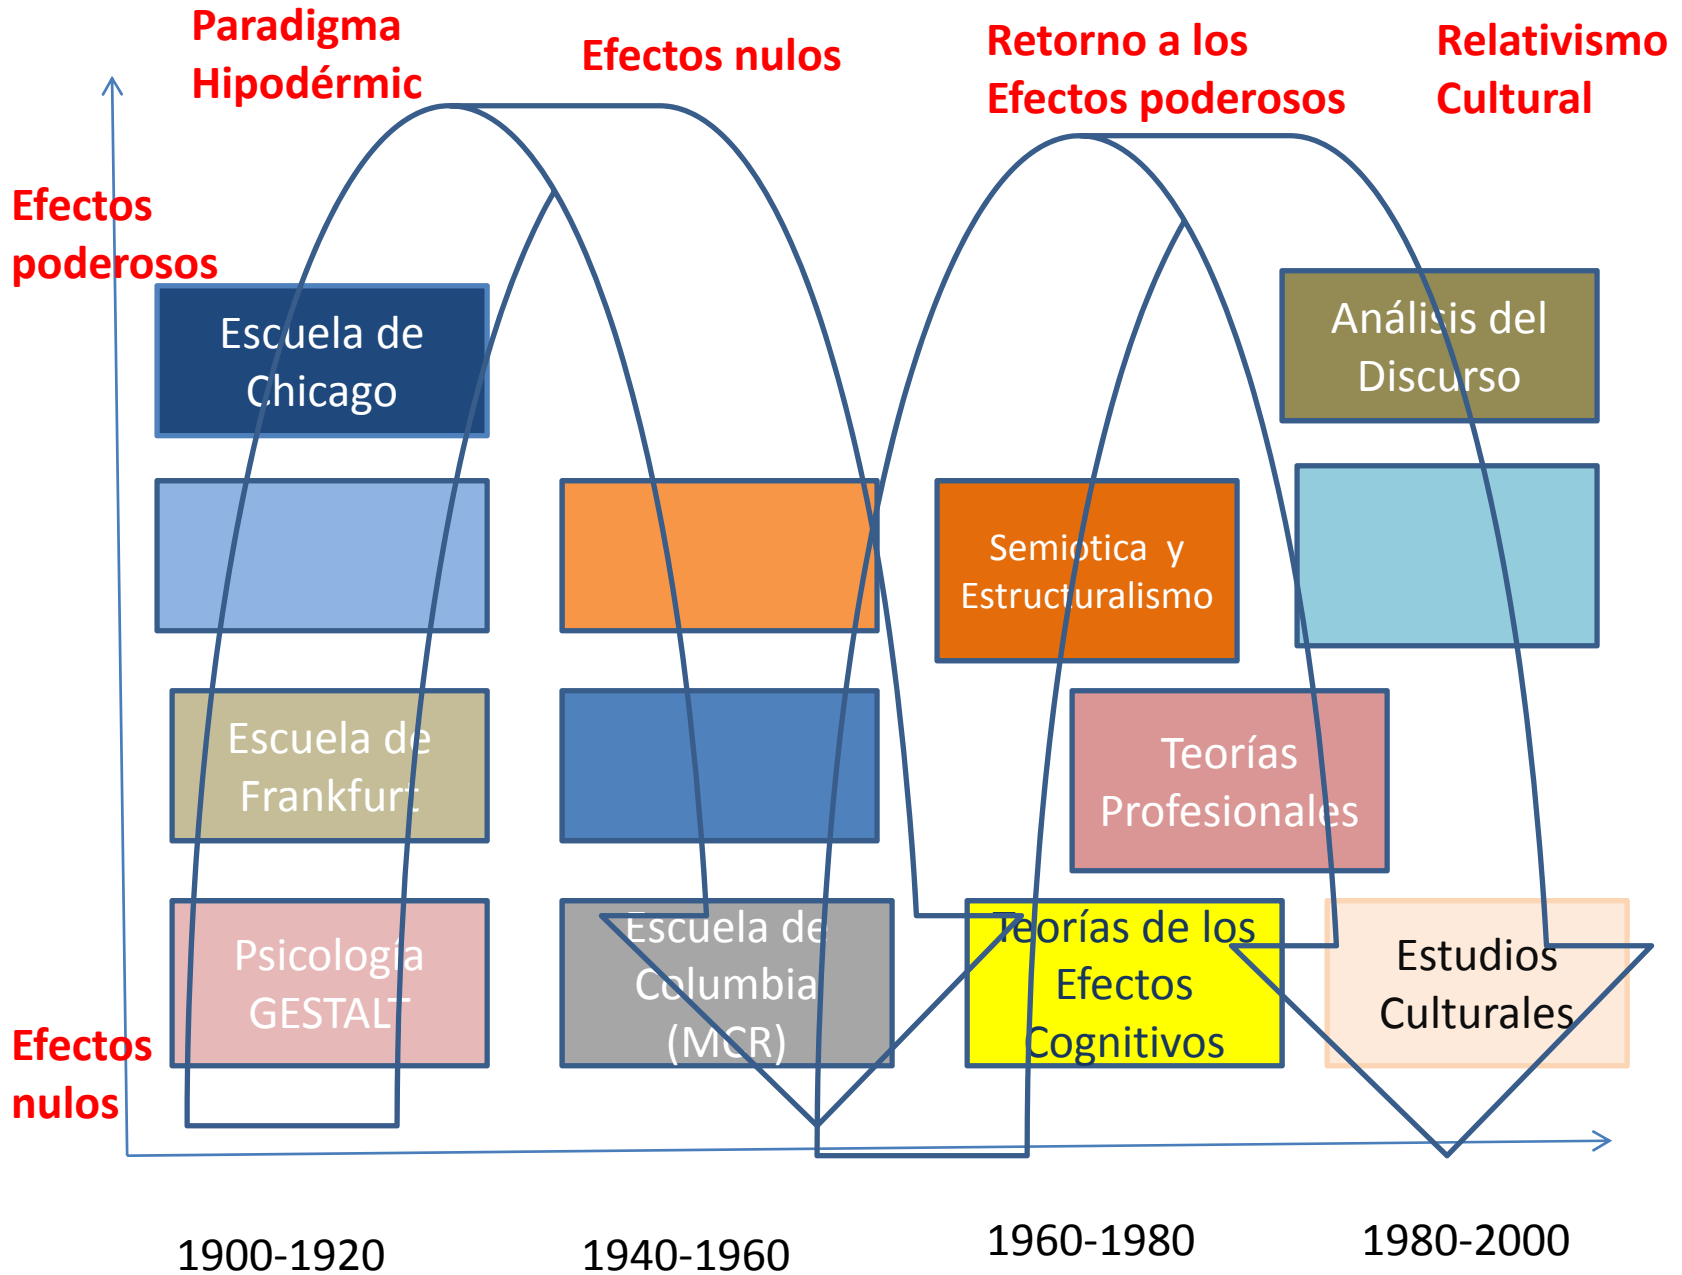 Paradigma
Hipodérmic
Efectos nulos
Retorno a los
Efectos poderosos
Relativismo
Cultural
Efectos
poderosos
Escuela de
Chicago
Análisis del
Discurso
Semiotica y
Estructuralismo
Escuela de
Frankfurt
Teorías
Profesionales
Psicología
GESTALT
Escuela de
Columbia
(MCR)
Teorías de los
Efectos
Cognitivos
Estudios
Culturales
Efectos
nulos
1900-1920
1940-1960
1960-1980
1980-2000